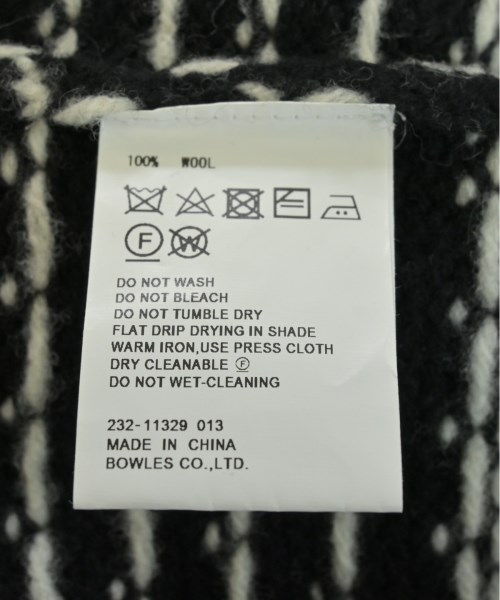 100% WOOL
F W
DO NOT WASH
DO NOT BLEACH
DO NOT TUMBLE DRY
FLAT DRIP DRYING IN SHADE
WARM IRON,USE PRESS CLOTH
DRY CLEANABLE Ⓕ
DO NOT WET-CLEANING
232-11329 013
MADE IN CHINA
BOWLES CO.,LTD.